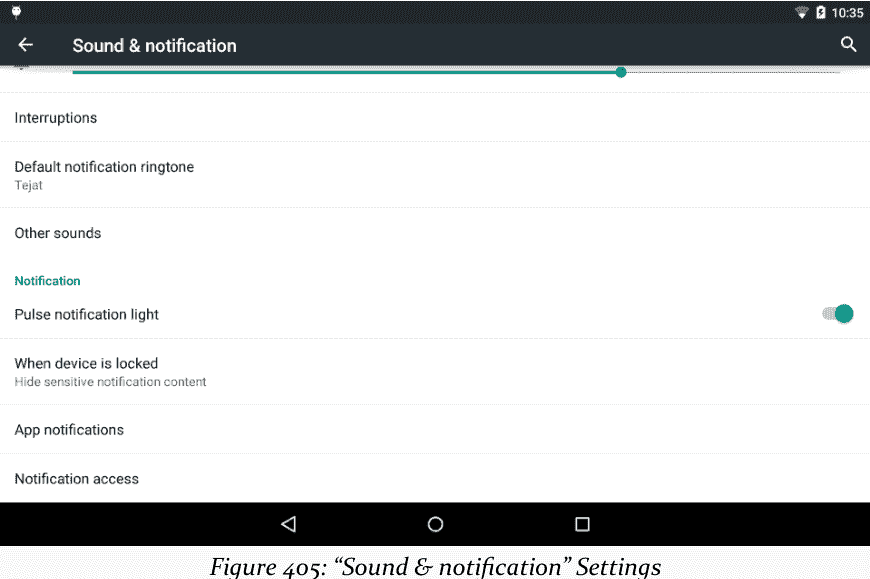 10:35
Sound & notification
Interruptions
Default notification ringtone
Tejat
Other sounds
Notification
Pulse notification light
When device is locked
Hide sensitive notification content
App notifications
Notification access
Figure 405: “Sound & notification” Settings